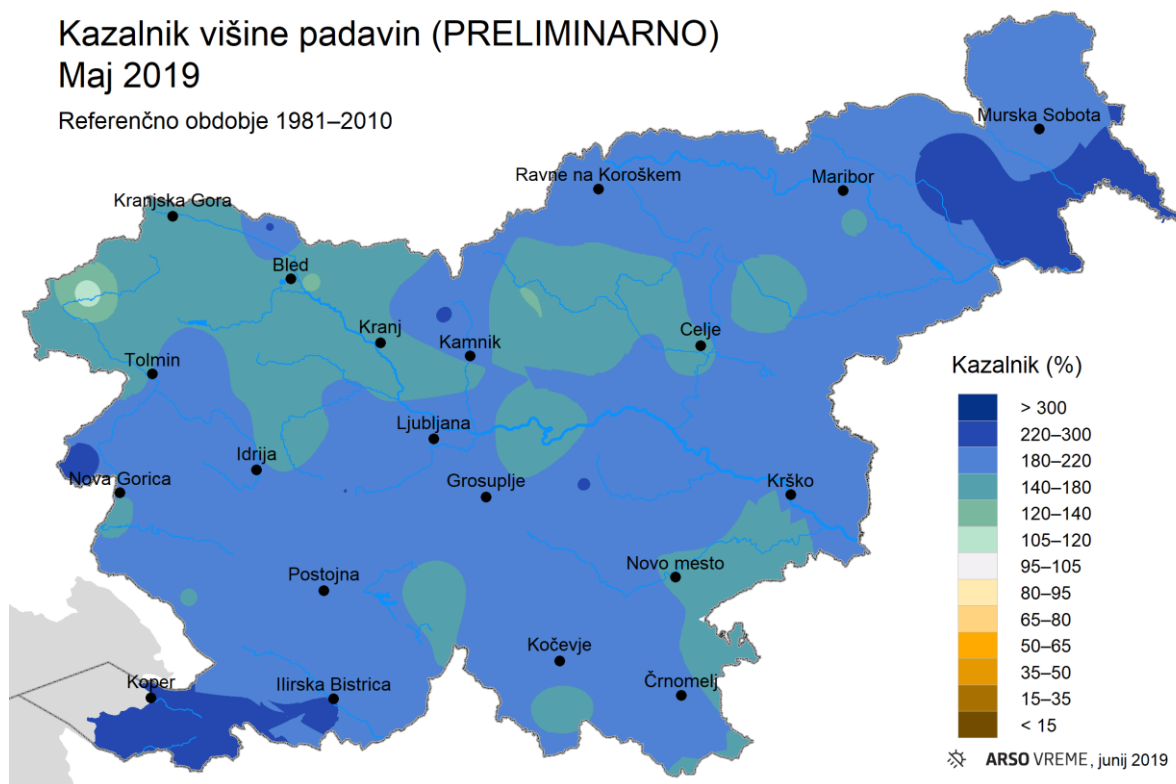 Kazalnik višine padavin (PRELIMINARNO)
Maj 2019
Referenčno obdobje 1981–2010
Murska Sobota
Ravne na Koroškem
Maribor
Kranjska Gora
Bled
Kranj
Kamnik
Celje
Tolmin
Ljubljana
Idrija
Nova Gorica
Grosuplje
Krško
Postojna
Novo mesto
Kočevje
Koper
Ilirska Bistrica
Črnomelj
Kazalnik (%)
> 300
220–300
180–220
140–180
120–140
105–120
95–105
80–95
65–80
50–65
35–50
15–35
< 15
ARSO VREME, junij 2019